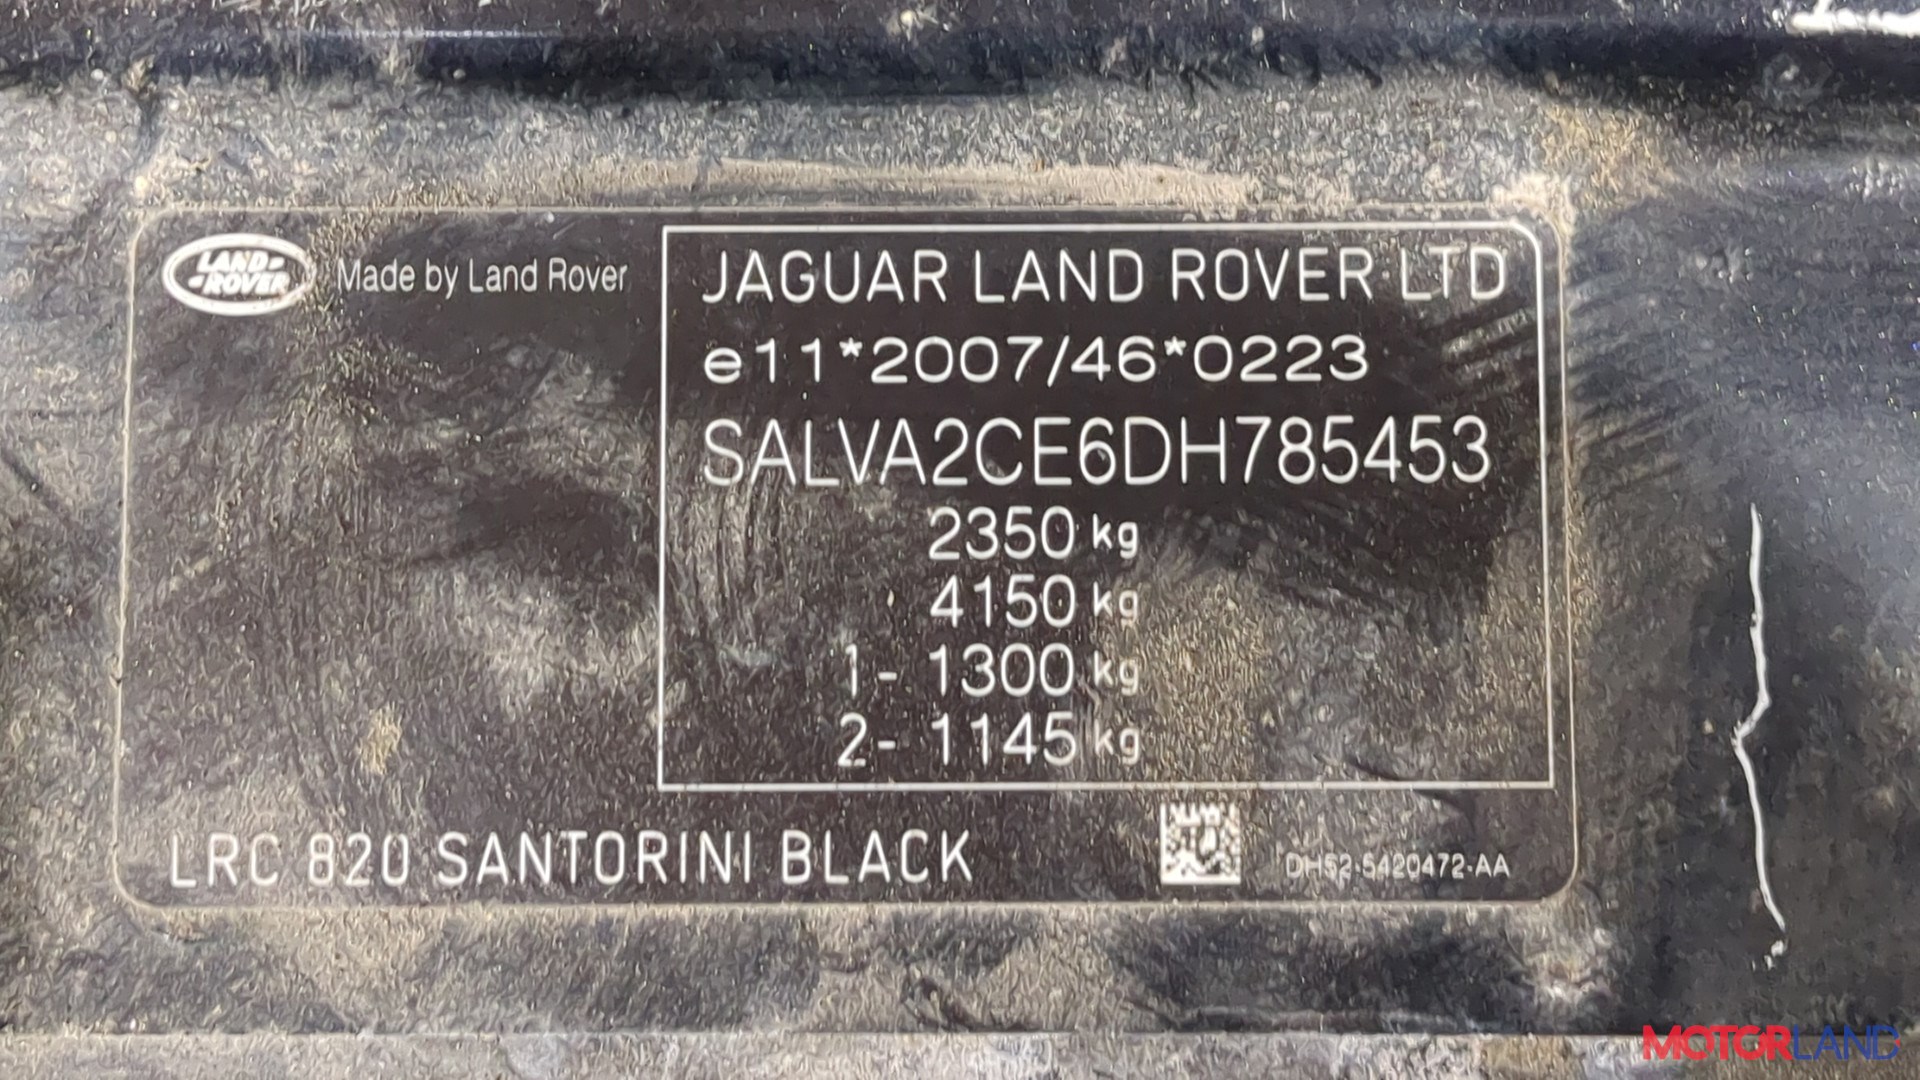 LAND-
-ROVER
Made by Land Rover
JAGUAR LAND ROVER LTD
e11*2007/46*0223
SALVA2CE6DH785453
2350 kg
4150 kg
1- 1300 kg
2- 1145 kg
LRC 820 SANTORINI BLACK
DH52-5420472-AA
MOTORLAND